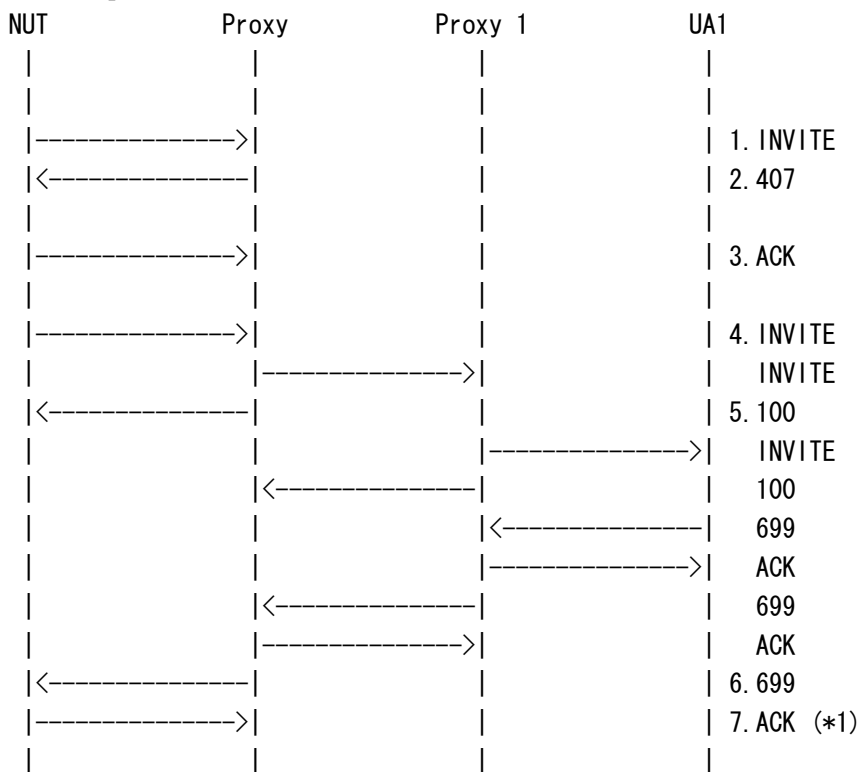 NUT Proxy Proxy 1 UA1
1. INVITE
2. 407
3. ACK
4. INVITE
INVITE
5. 100
INVITE
100
699
ACK
699
ACK
6. 699
7. ACK (*1)